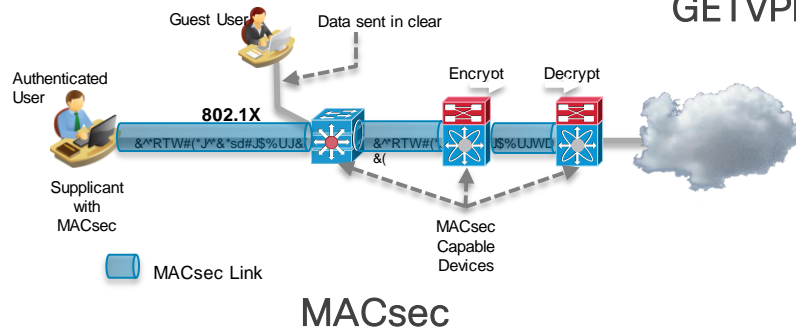 GETVP
Guest User
Data sent in clear
Authenticated
User
Encrypt
Decrypt
802.1X
&^*RTW#(*J^*&*sd#J$%UJ&(
&^*RTW#(*
&(
J$%UJWD
Supplicant
with
MACsec
MACsec
Capable
Devices
MACsec Link
MACsec